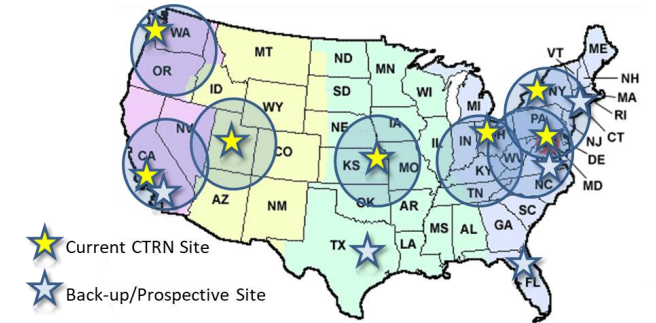 WA
MT
ND
MN
ME
VT
NH
OR
ID
SD
WI
MI
NY
MA
RI
WY
NE
IA
PA
CT
NV
IL
IN
NJ
DE
CA
CO
KS
MO
WV
KY
MD
NC
TN
AZ
NM
OK
AR
SC
TX
LA
MS
AL
GA
FL
Current CTRN Site
Back-up/Prospective Site